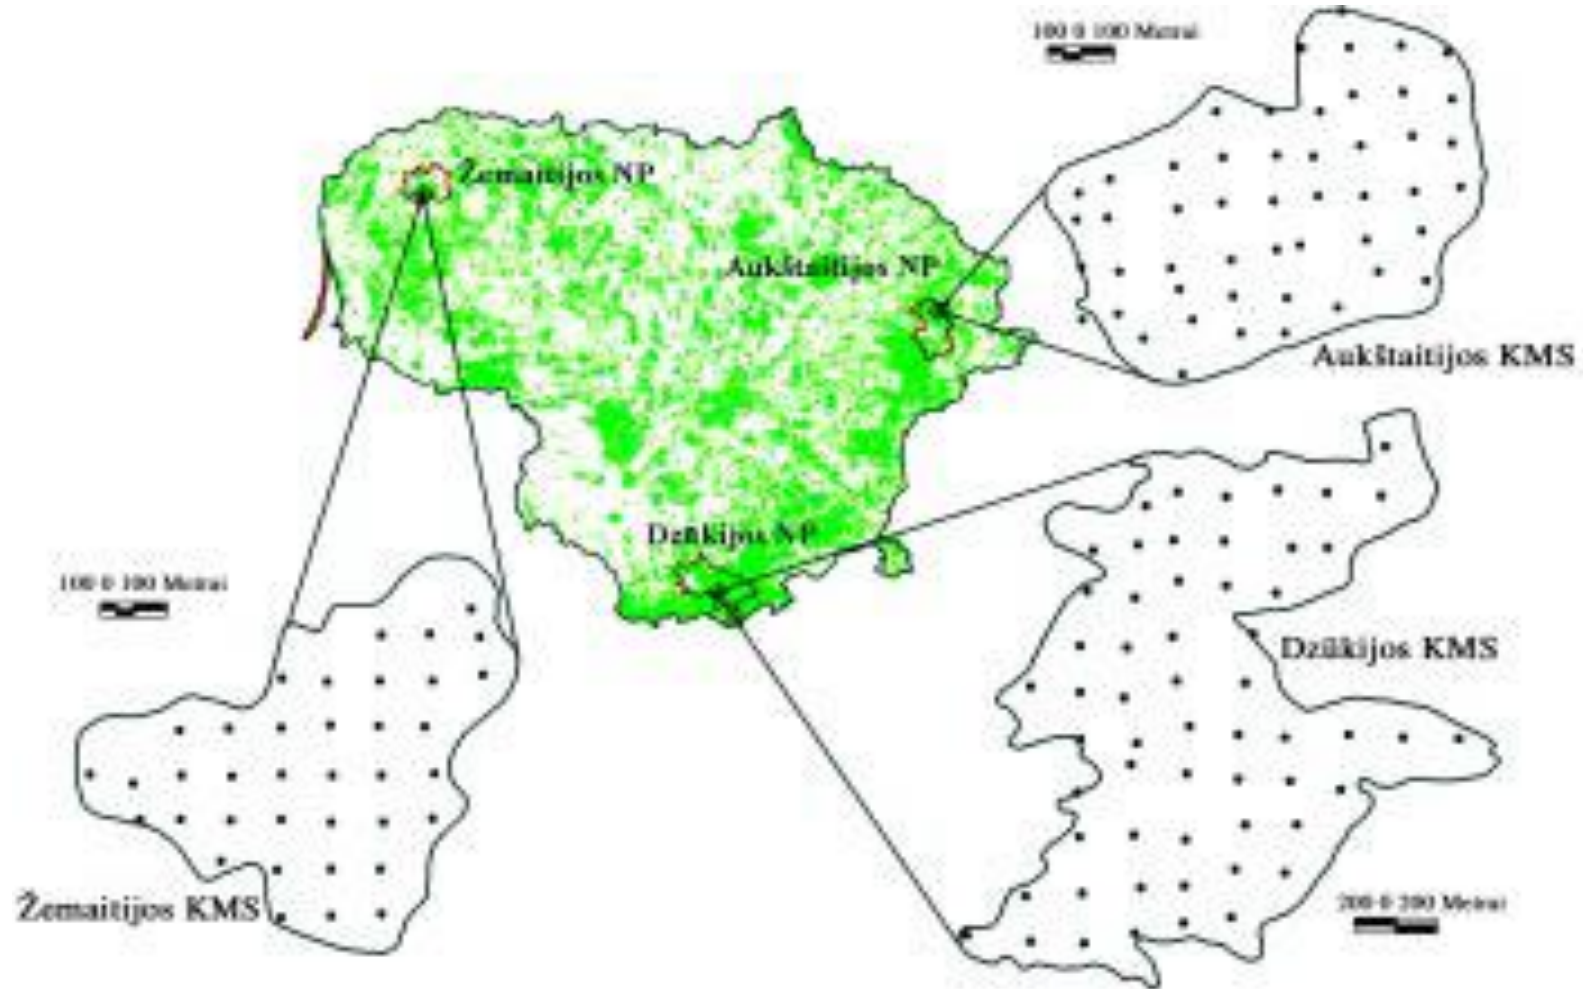 100 0 100 Metrai
Žemaitijos NP
Aukštaitijos NP
Aukštaitijos KMS
Dzūkijos NP
100 0 100 Metrai
Dzūkijos KMS
Žemaitijos KMS
200 0 200 Metrai